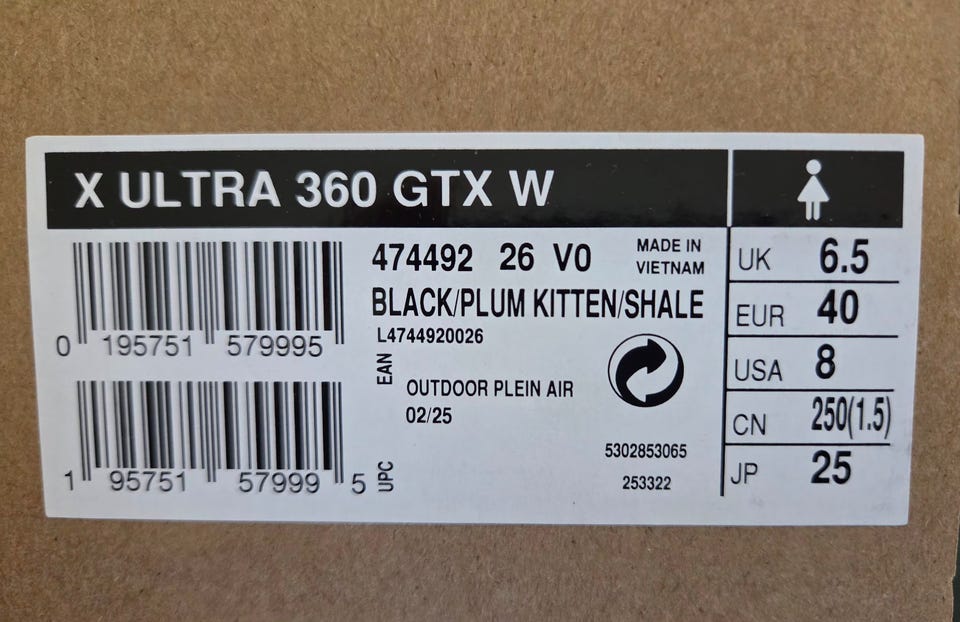 X ULTRA 360 GTX W
0 195751 579995
1 95751 57999 5
474492 26 V0
MADE IN
VIETNAM
BLACK/PLUM KITTEN/SHALE
L4744920026
EAN
OUTDOOR PLEIN AIR
02/25
UPC
5302853065
253322
UK 6.5
EUR 40
USA 8
CN 250(1.5)
JP 25